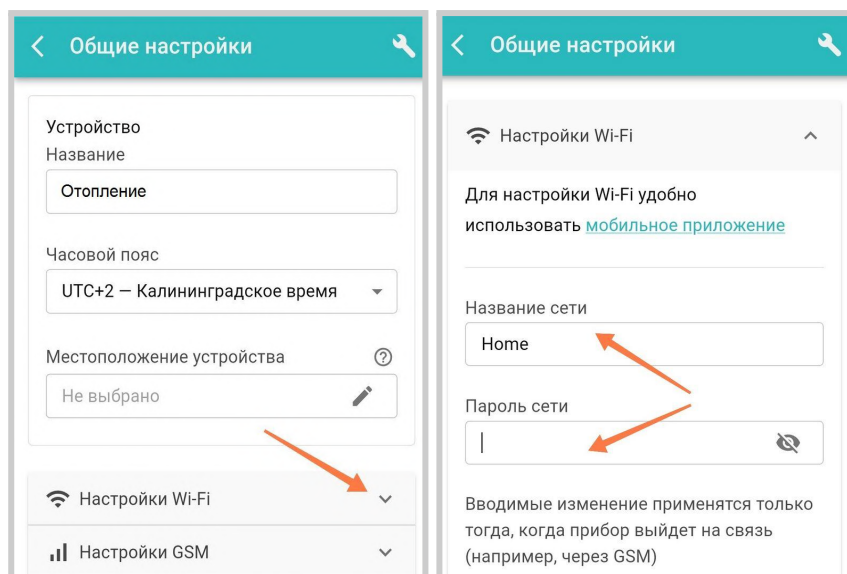 Общие настройки
Устройство
Название
Отопление
Часовой пояс
UTC+2 — Калининградское время
Местоположение устройства
Не выбрано
Настройки Wi-Fi
Настройки GSM
Общие настройки
Настройки Wi-Fi
Для настройки Wi-Fi удобно
использовать мобильное приложение
Название сети
Home
Пароль сети
Вводимые изменение применятся только
тогда, когда прибор выйдет на связь
(например, через GSM)